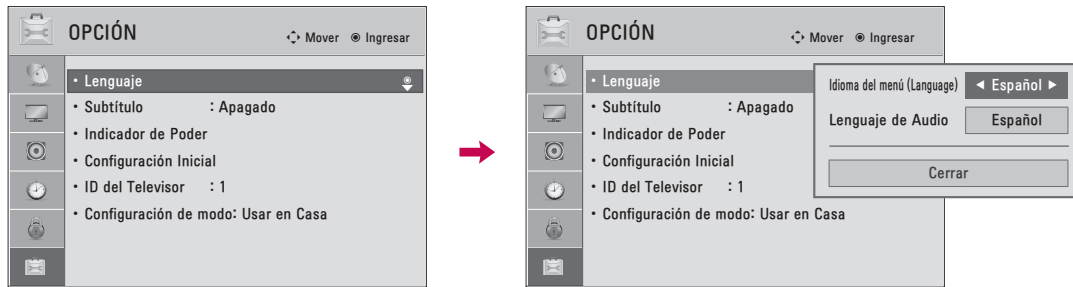 OPCIÓN
Mover Ingresar
• Lenguaje
• Subtítulo : Apagado
• Indicador de Poder
• Configuración Inicial
• ID del Televisor : 1
• Configuración de modo: Usar en Casa
OPCIÓN
Mover Ingresar
• Lenguaje
• Subtítulo : Apagado
• Indicador de Poder
• Configuración Inicial
• ID del Televisor : 1
• Configuración de modo: Usar en Casa
Idioma del menú (Language) ◄ Español ►
Lenguaje de Audio Español
Cerrar